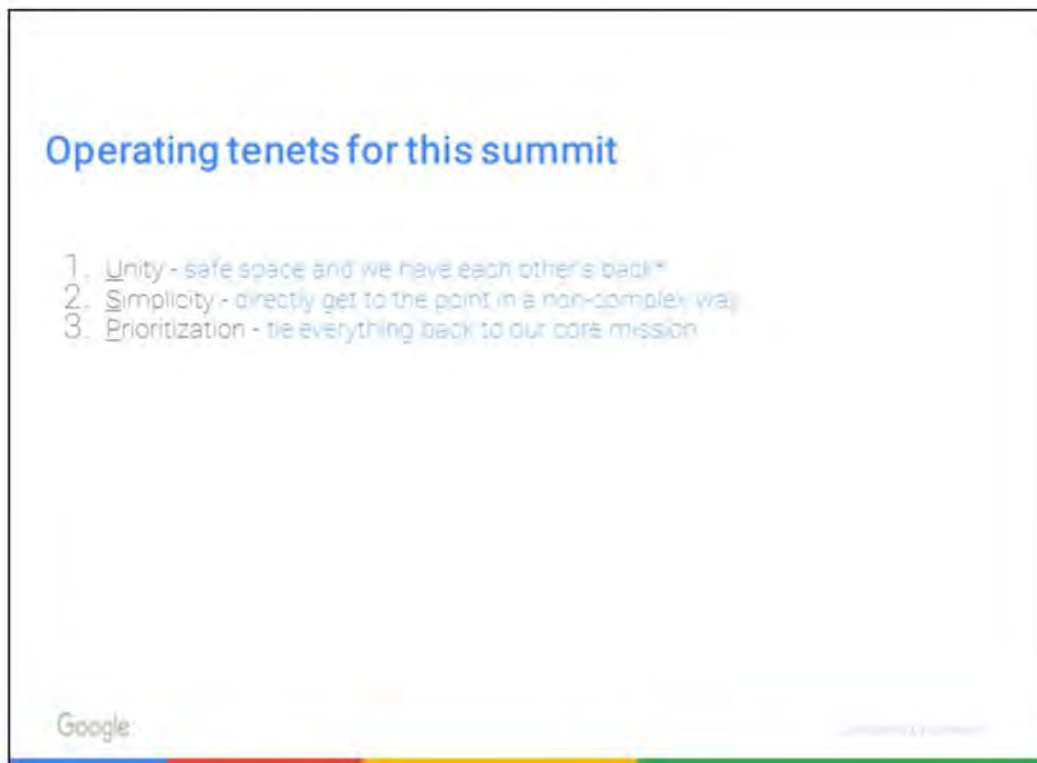 Operating tenets for this summit
1. Unity - safe space and we have each other's back*
2. Simplicity - directly get to the point in a non-complex way
3. Prioritization - tie everything back to our core mission
Google